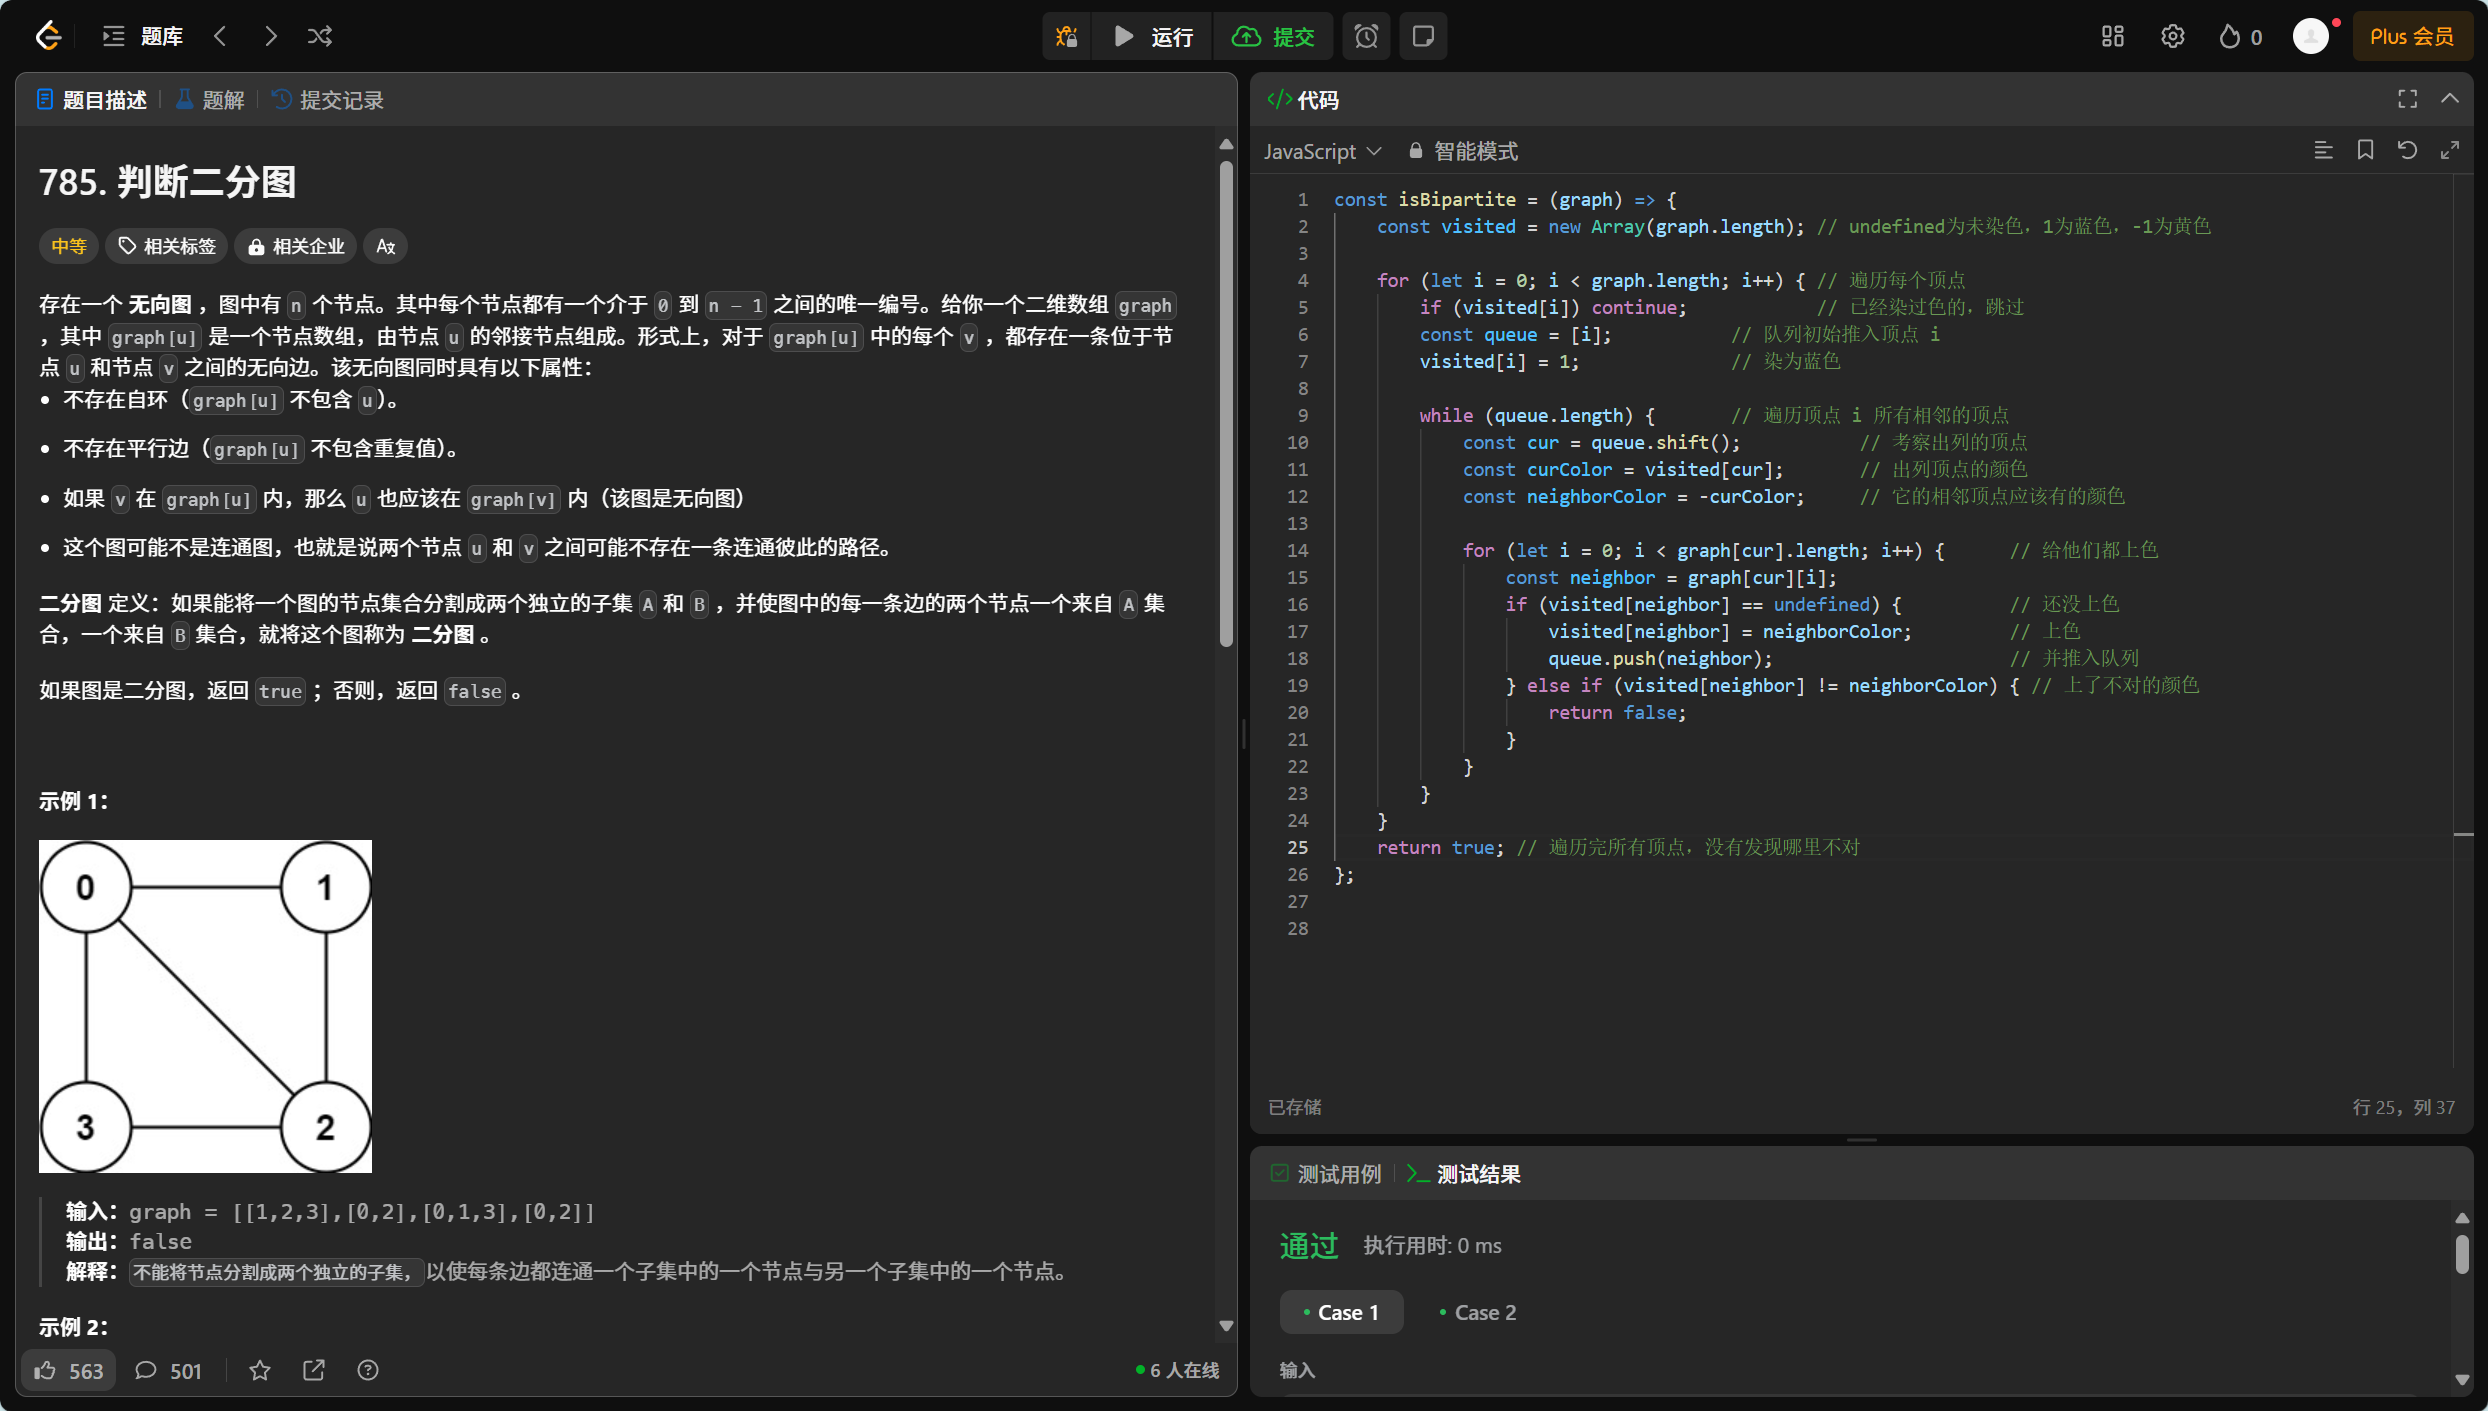 题库
运行
提交
0
Plus 会员
题目描述
题解
提交记录
785. 判断二分图
中等
相关标签
相关企业
存在一个 无向图 ，图中有 n 个节点。其中每个节点都有一个介于 0 到 n - 1 之间的唯一编号。给你一个二维数组 graph
，其中 graph[u] 是一个节点数组，由节点 u 的邻接节点组成。形式上，对于 graph[u] 中的每个 v ，都存在一条位于节
点 u 和节点 v 之间的无向边。该无向图同时具有以下属性：
• 不存在自环（graph[u] 不包含 u）。
• 不存在平行边（graph[u] 不包含重复值）。
• 如果 v 在 graph[u] 内，那么 u 也应该在 graph[v] 内（该图是无向图）
• 这个图可能不是连通图，也就是说两个节点 u 和 v 之间可能不存在一条连通彼此的路径。
二分图 定义：如果能将一个图的节点集合分割成两个独立的子集 A 和 B ，并使图中的每一条边的两个节点一个来自 A 集
合，一个来自 B 集合，就将这个图称为 二分图 。
如果图是二分图，返回 true ；否则，返回 false 。
示例 1：
0
1
3
2
输入：graph = [[1,2,3],[0,2],[0,1,3],[0,2]]
输出：false
解释：不能将节点分割成两个独立的子集，以使每条边都连通一个子集中的一个节点与另一个子集中的一个节点。
示例 2：
563
501
6 人在线
</> 代码
JavaScript
智能模式
1 const isBipartite = (graph) => {
2 const visited = new Array(graph.length); // undefined为未染色，1为蓝色，-1为黄色
3
4 for (let i = 0; i < graph.length; i++) { // 遍历每个顶点
5 if (visited[i]) continue; // 已经染过色的，跳过
6 const queue = [i]; // 队列初始推入顶点 i
7 visited[i] = 1; // 染为蓝色
8
9 while (queue.length) { // 遍历顶点 i 所有相邻的顶点
10 const cur = queue.shift(); // 考察出列的顶点
11 const curColor = visited[cur]; // 出列顶点的颜色
12 const neighborColor = -curColor; // 它的相邻顶点应该有的颜色
13
14 for (let i = 0; i < graph[cur].length; i++) { // 给他们都上色
15 const neighbor = graph[cur][i];
16 if (visited[neighbor] == undefined) { // 还没上色
17 visited[neighbor] = neighborColor; // 上色
18 queue.push(neighbor); // 并推入队列
19 } else if (visited[neighbor] != neighborColor) { // 上了不对的颜色
20 return false;
21 }
22 }
23 }
24 }
25 return true; // 遍历完所有顶点，没有发现哪里不对
26 };
27
28
已存储
行 25，列 37
测试用例
测试结果
通过
执行用时: 0 ms
• Case 1
• Case 2
输入